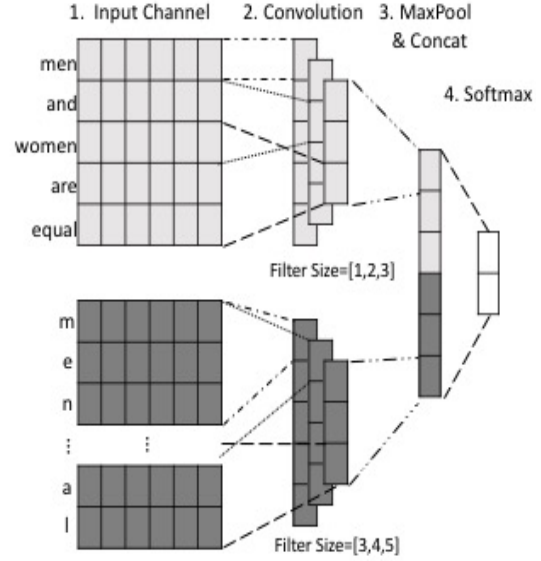 1. Input Channel
2. Convolution
3. MaxPool
& Concat
4. Softmax
men
and
women
are
equal
Filter Size=[1,2,3]
m
e
n
⋮ ⋮
a
l
Filter Size=[3,4,5]